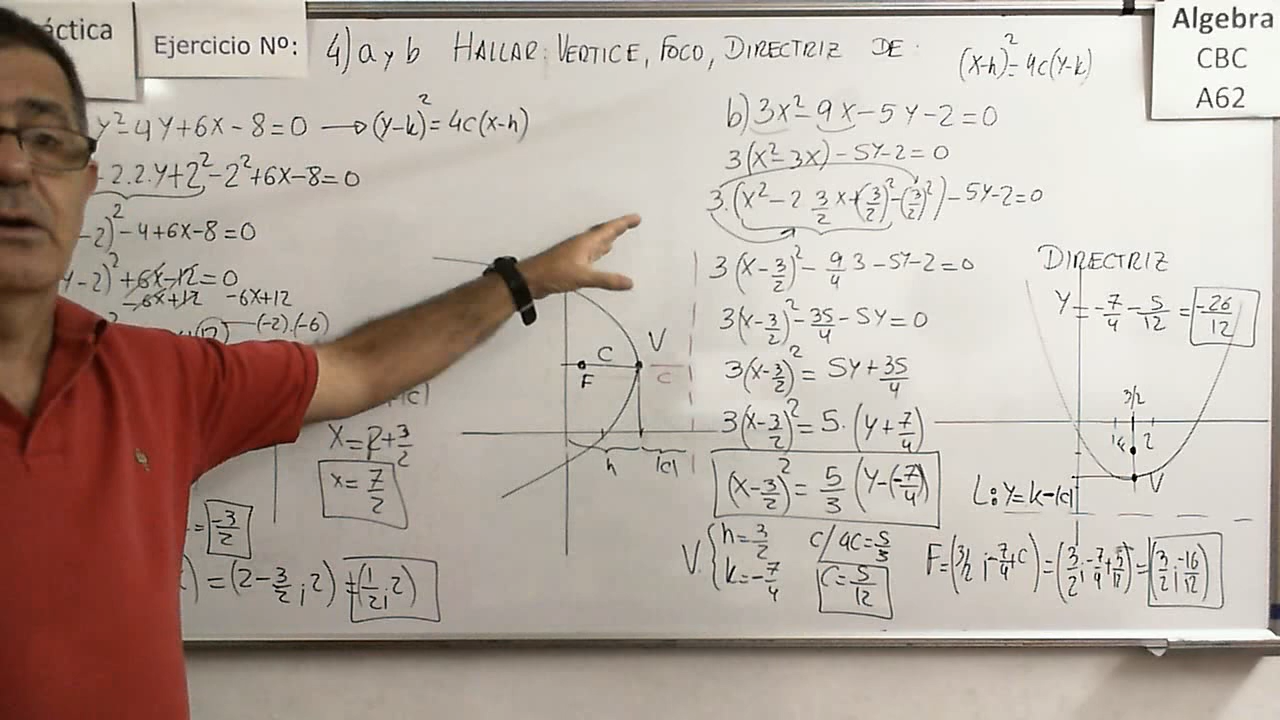 áctica
Ejercicio Nº:
4) a y b HALLAR: VERTICE, FOCO, DIRECTRIZ DE: (x-h)² = 4c(y-k)
Algebra
CBC
A62
y² - 4y + 6x - 8 = 0 → (y-k)² = 4c(x-h)
- 2.2.y + 2² - 2² + 6x - 8 = 0
-2)² - 4 + 6x - 8 = 0
y - 2)² + 6x - 12 = 0
-6x + 12 -6x + 12
(-2).(-6)
x = 2 + 3/2
x = 7/2
= -3/2
) = (2 - 3/2 ; 2) = (1/2 ; 2)
F
C
V
C
h
|c|
b) 3x² - 9x - 5y - 2 = 0
3(x² - 3x) - 5y - 2 = 0
3.(x² - 2 3/2 x + (3/2)² - (3/2)²) - 5y - 2 = 0
3(x - 3/2)² - 9/4 3 - 5y - 2 = 0
3(x - 3/2)² - 35/4 - 5y = 0
3(x - 3/2)² = 5y + 35/4
3(x - 3/2)² = 5.(y + 7/4)
(x - 3/2)² = 5/3 (y - (-7/4))
V. { h = 3/2
k = -7/4
c/ 4c = 5/3
c = 5/12
DIRECTRIZ
y = -7/4 - 5/12 = -26/12
3/2
2
V
L: y = k - |c|
F = (3/2 ; -7/4 + c) = (3/2 ; -7/4 + 5/12) = (3/2 ; -16/12)